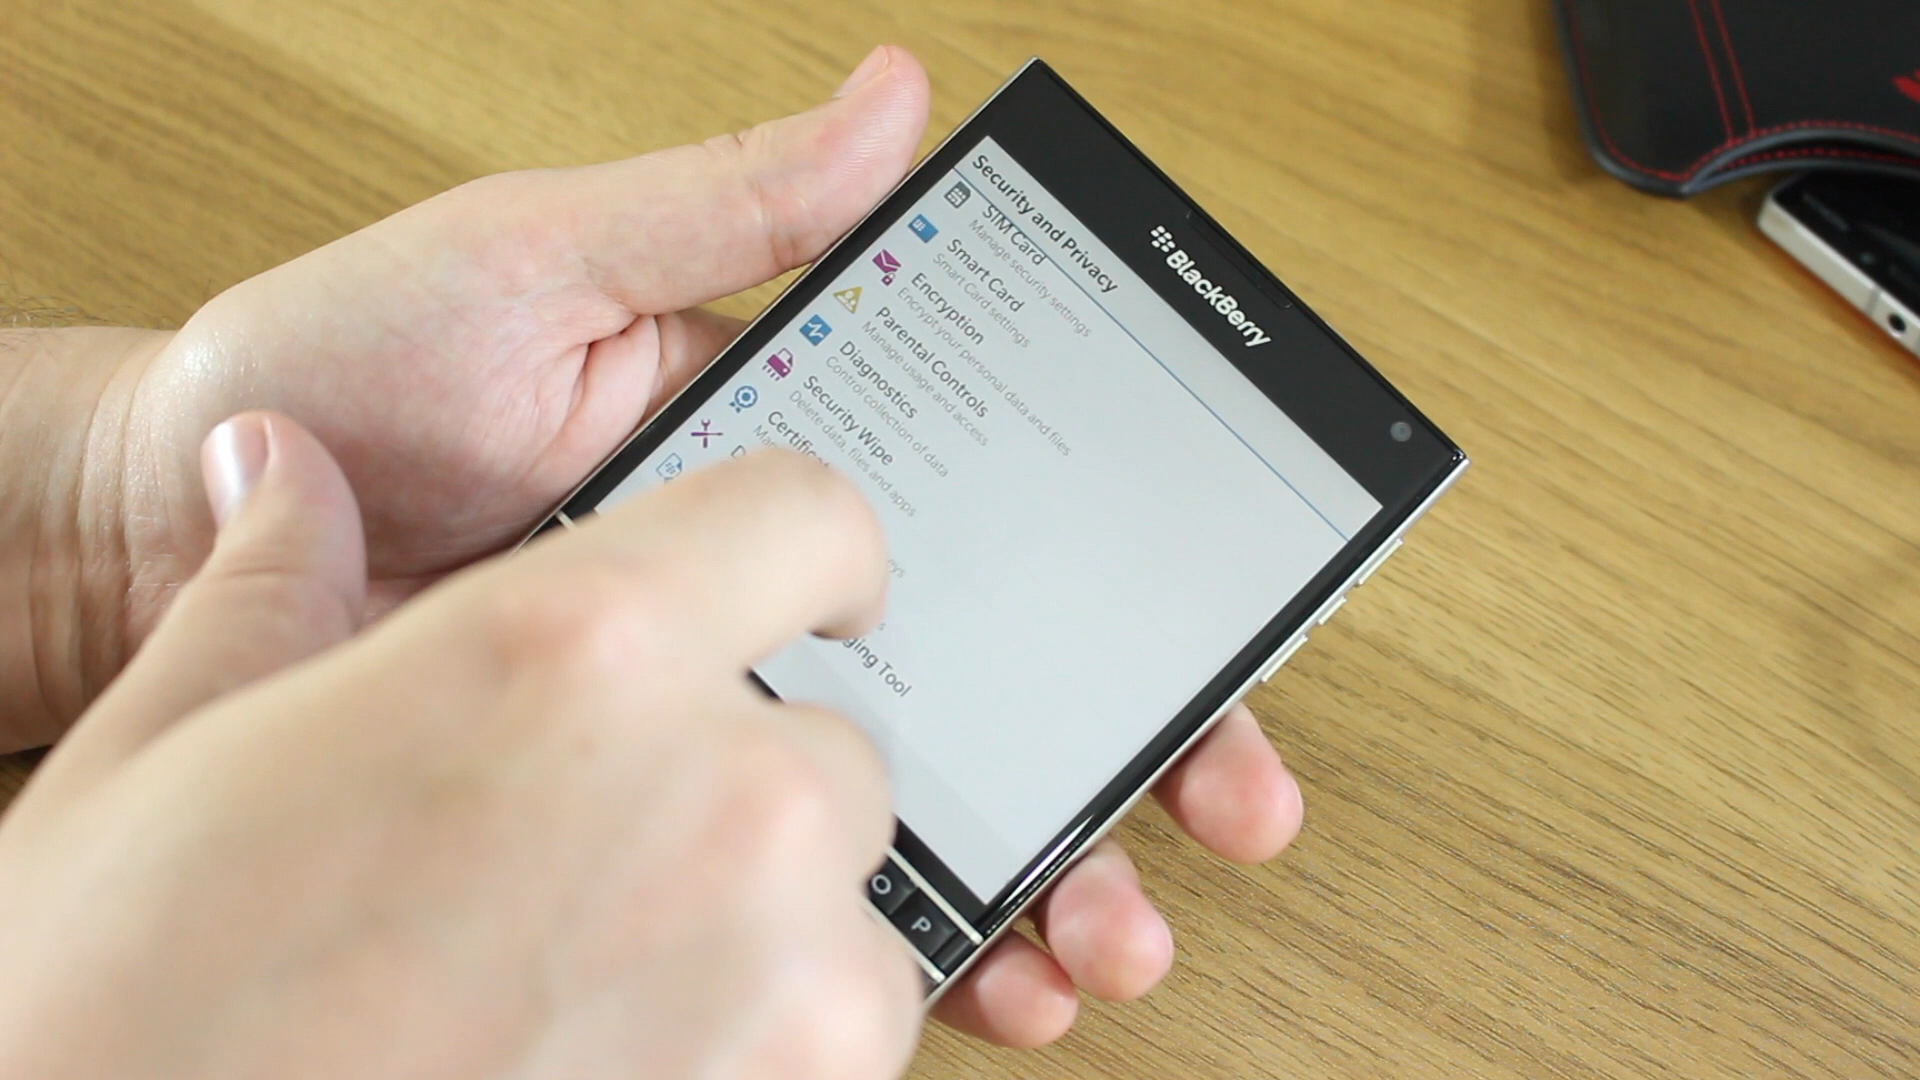 BlackBerry
Security and Privacy
SIM Card
Manage security settings
Smart Card
Smart Card settings
Encryption
Encrypt your personal data and files
Parental Controls
Manage usage and access
Diagnostics
Control collection of data
Security Wipe
Delete data, files and apps
Tool
O P